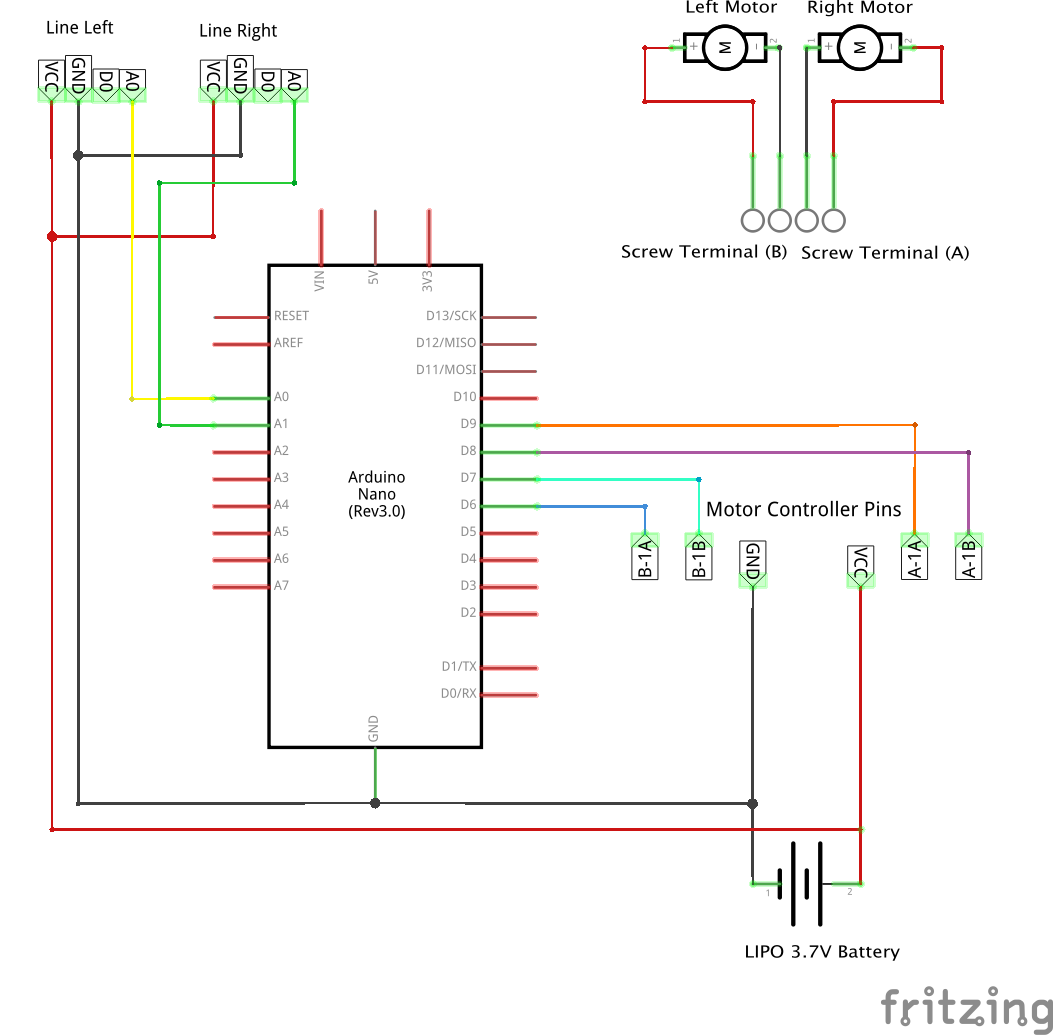 Left Motor
Right Motor
Line Left
Line Right
VCC
GND
D0
A0
VCC
GND
D0
A0
1
+
M
-
2
1
+
M
-
2
Screw Terminal (B)
Screw Terminal (A)
VIN
5V
3V3
RESET
AREF
A0
A1
A2
A3
A4
A5
A6
A7
Arduino
Nano
(Rev3.0)
D13/SCK
D12/MISO
D11/MOSI
D10
D9
D8
D7
D6
D5
D4
D3
D2
D1/TX
D0/RX
GND
Motor Controller Pins
B-1A
B-1B
GND
VCC
A-1A
A-1B
1
2
LIPO 3.7V Battery
fritzing